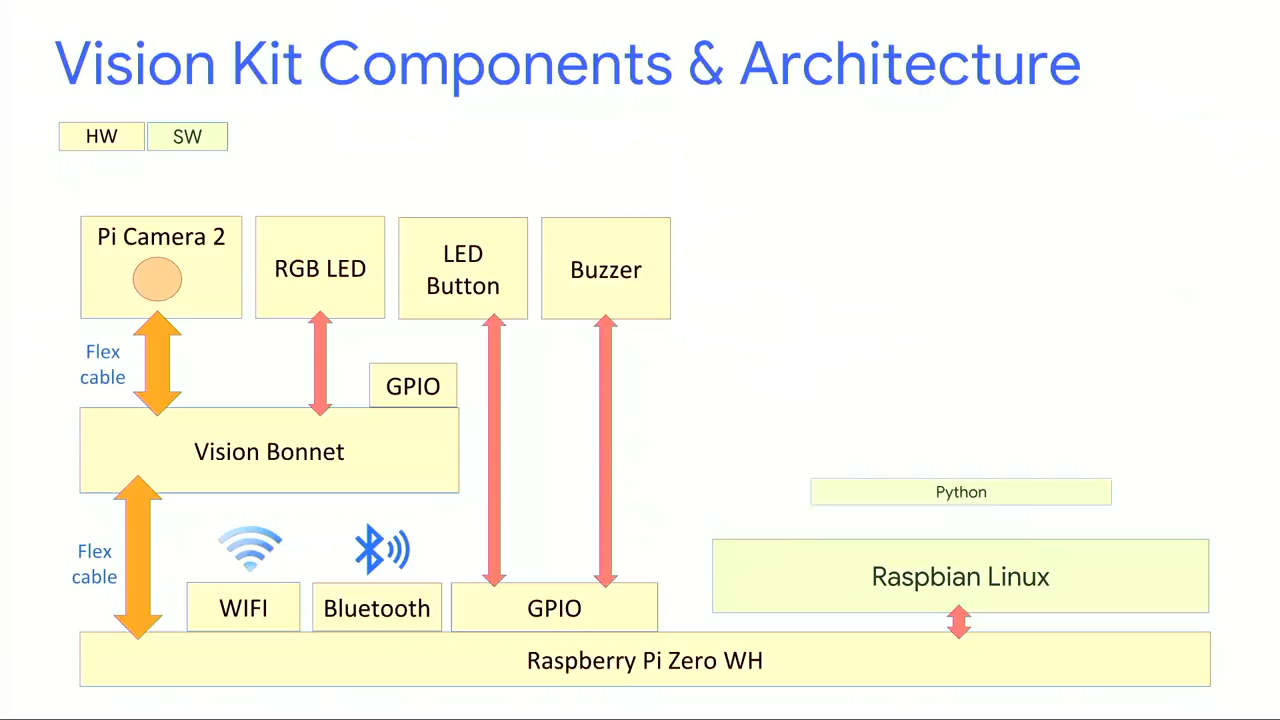 Vision Kit Components & Architecture
HW
SW
Pi Camera 2
RGB LED
LED
Button
Buzzer
Flex
cable
GPIO
Vision Bonnet
Python
Flex
cable
Raspbian Linux
WIFI
Bluetooth
GPIO
Raspberry Pi Zero WH